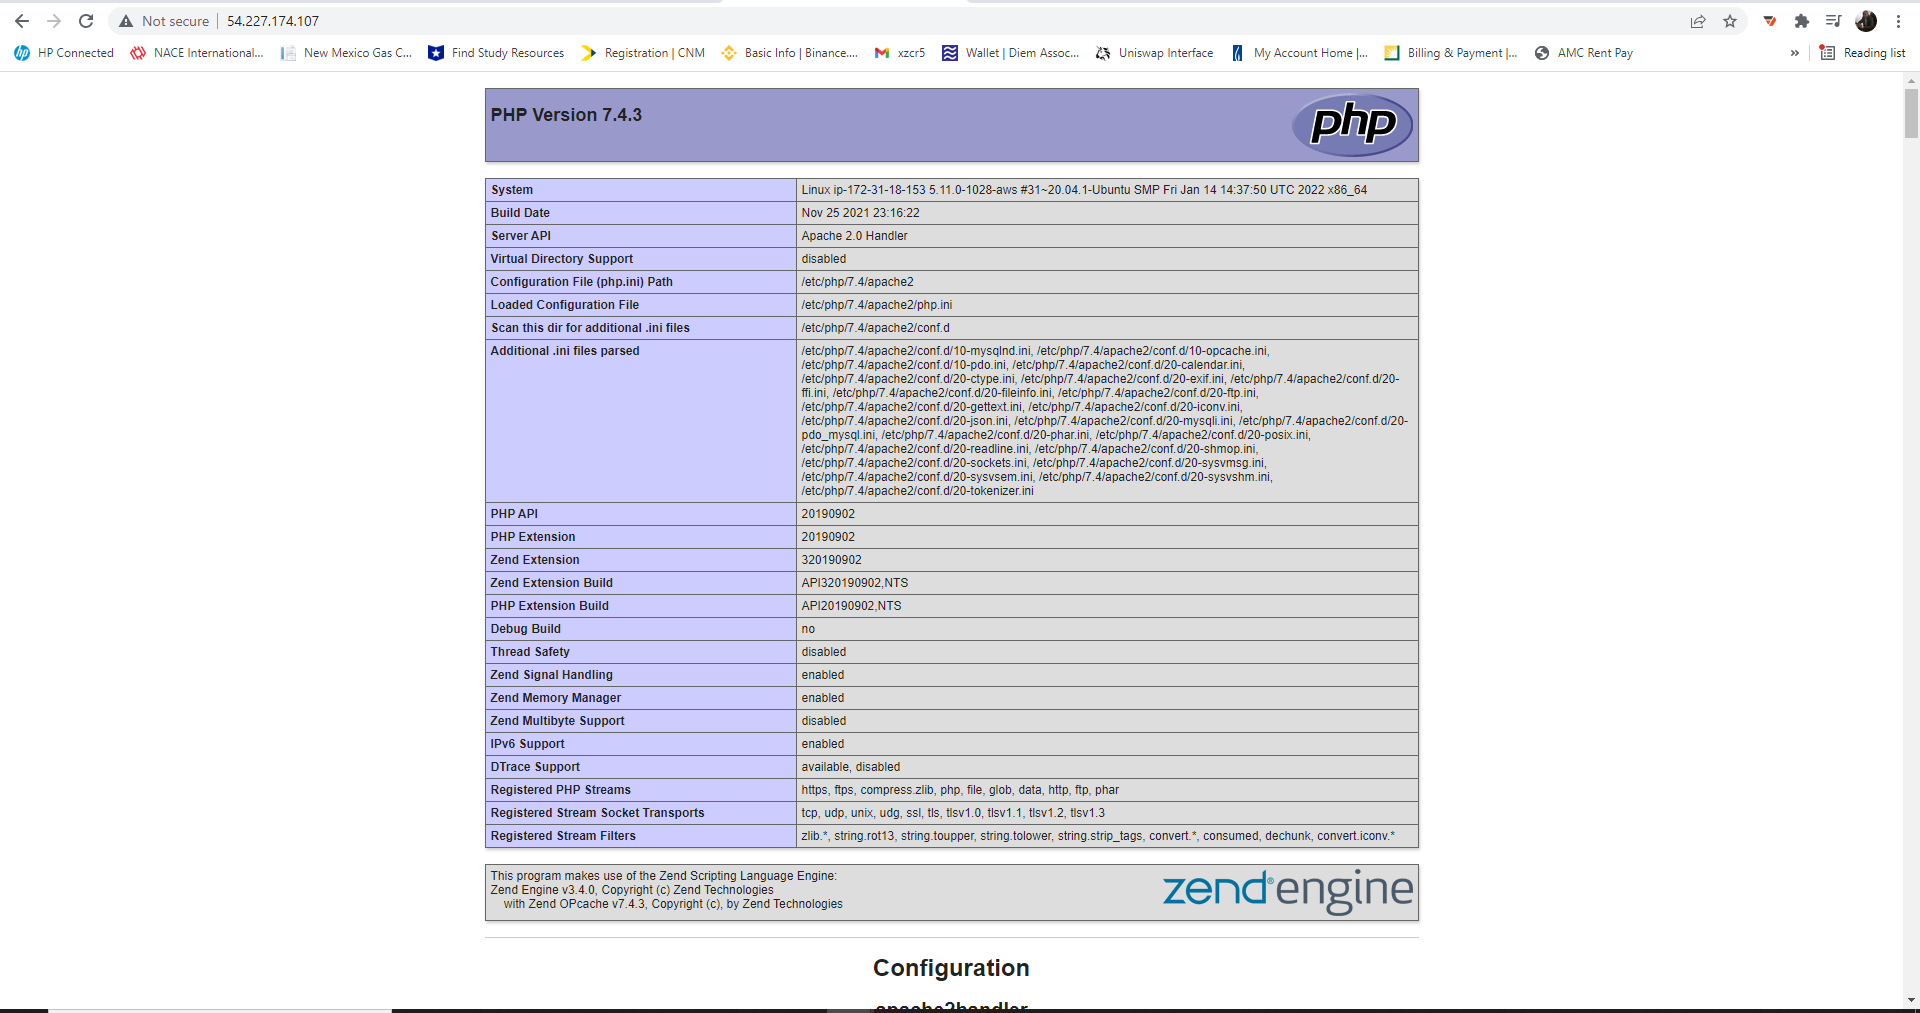 Not secure 54.227.174.107
HP Connected NACE International... New Mexico Gas C... Find Study Resources Registration | CNM Basic Info | Binance.... xzcr5 Wallet | Diem Assoc... Uniswap Interface My Account Home |... Billing & Payment |... AMC Rent Pay » Reading list
PHP Version 7.4.3
php
System Linux ip-172-31-18-153 5.11.0-1028-aws #31~20.04.1-Ubuntu SMP Fri Jan 14 14:37:50 UTC 2022 x86_64
Build Date Nov 25 2021 23:16:22
Server API Apache 2.0 Handler
Virtual Directory Support disabled
Configuration File (php.ini) Path /etc/php/7.4/apache2
Loaded Configuration File /etc/php/7.4/apache2/php.ini
Scan this dir for additional .ini files /etc/php/7.4/apache2/conf.d
Additional .ini files parsed /etc/php/7.4/apache2/conf.d/10-mysqlnd.ini, /etc/php/7.4/apache2/conf.d/10-opcache.ini,
/etc/php/7.4/apache2/conf.d/10-pdo.ini, /etc/php/7.4/apache2/conf.d/20-calendar.ini,
/etc/php/7.4/apache2/conf.d/20-ctype.ini, /etc/php/7.4/apache2/conf.d/20-exif.ini, /etc/php/7.4/apache2/conf.d/20-
ffi.ini, /etc/php/7.4/apache2/conf.d/20-fileinfo.ini, /etc/php/7.4/apache2/conf.d/20-ftp.ini,
/etc/php/7.4/apache2/conf.d/20-gettext.ini, /etc/php/7.4/apache2/conf.d/20-iconv.ini,
/etc/php/7.4/apache2/conf.d/20-json.ini, /etc/php/7.4/apache2/conf.d/20-mysqli.ini, /etc/php/7.4/apache2/conf.d/20-
pdo_mysql.ini, /etc/php/7.4/apache2/conf.d/20-phar.ini, /etc/php/7.4/apache2/conf.d/20-posix.ini,
/etc/php/7.4/apache2/conf.d/20-readline.ini, /etc/php/7.4/apache2/conf.d/20-shmop.ini,
/etc/php/7.4/apache2/conf.d/20-sockets.ini, /etc/php/7.4/apache2/conf.d/20-sysvmsg.ini,
/etc/php/7.4/apache2/conf.d/20-sysvsem.ini, /etc/php/7.4/apache2/conf.d/20-sysvshm.ini,
/etc/php/7.4/apache2/conf.d/20-tokenizer.ini
PHP API 20190902
PHP Extension 20190902
Zend Extension 320190902
Zend Extension Build API320190902,NTS
PHP Extension Build API20190902,NTS
Debug Build no
Thread Safety disabled
Zend Signal Handling enabled
Zend Memory Manager enabled
Zend Multibyte Support disabled
IPv6 Support enabled
DTrace Support available, disabled
Registered PHP Streams https, ftps, compress.zlib, php, file, glob, data, http, ftp, phar
Registered Stream Socket Transports tcp, udp, unix, udg, ssl, tls, tlsv1.0, tlsv1.1, tlsv1.2, tlsv1.3
Registered Stream Filters zlib.*, string.rot13, string.toupper, string.tolower, string.strip_tags, convert.*, consumed, dechunk, convert.iconv.*
This program makes use of the Zend Scripting Language Engine:
Zend Engine v3.4.0, Copyright (c) Zend Technologies
with Zend OPcache v7.4.3, Copyright (c), by Zend Technologies
zend® engine
Configuration
apache2handler